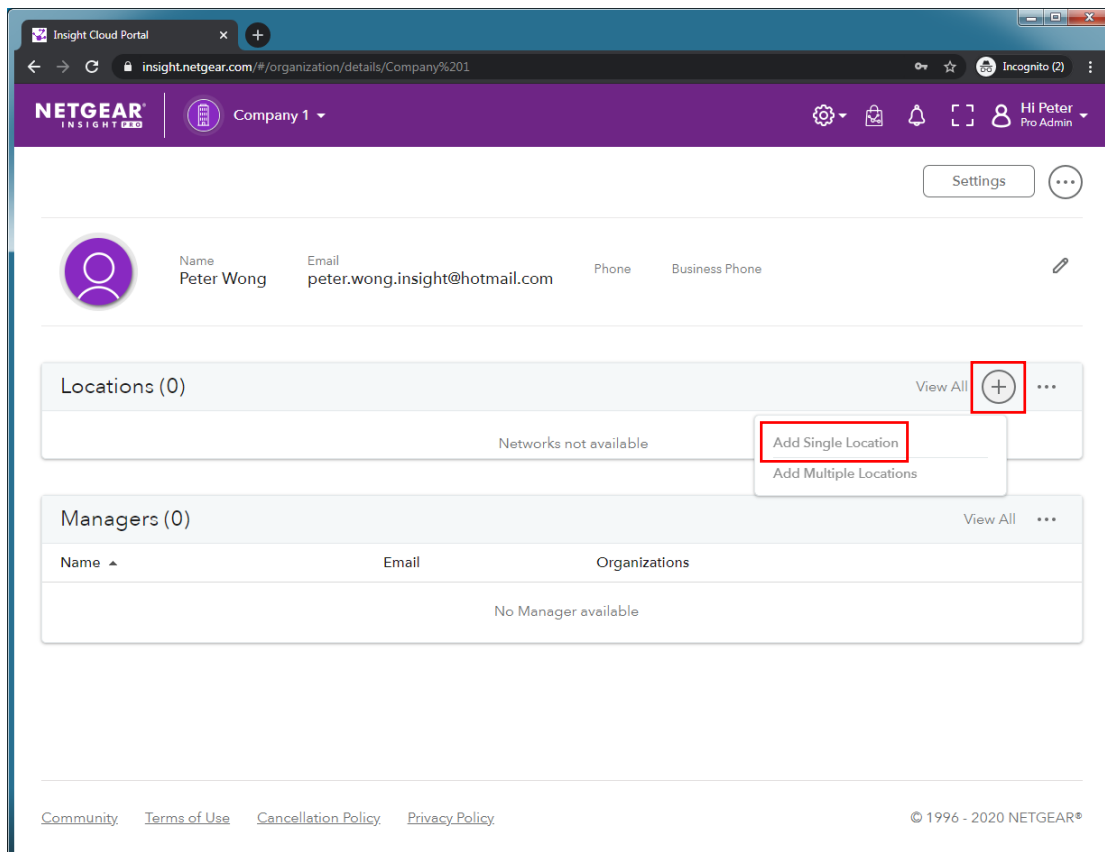 Insight Cloud Portal
insight.netgear.com/#/organization/details/Company%201
Incognito (2)
NETGEAR®
INSIGHT PRO
Company 1
Hi Peter
Pro Admin
Settings
Name
Peter Wong
Email
peter.wong.insight@hotmail.com
Phone
Business Phone
Locations (0)
View All
Networks not available
Add Single Location
Add Multiple Locations
Managers (0)
View All
Name
Email
Organizations
No Manager available
Community
Terms of Use
Cancellation Policy
Privacy Policy
© 1996 - 2020 NETGEAR®